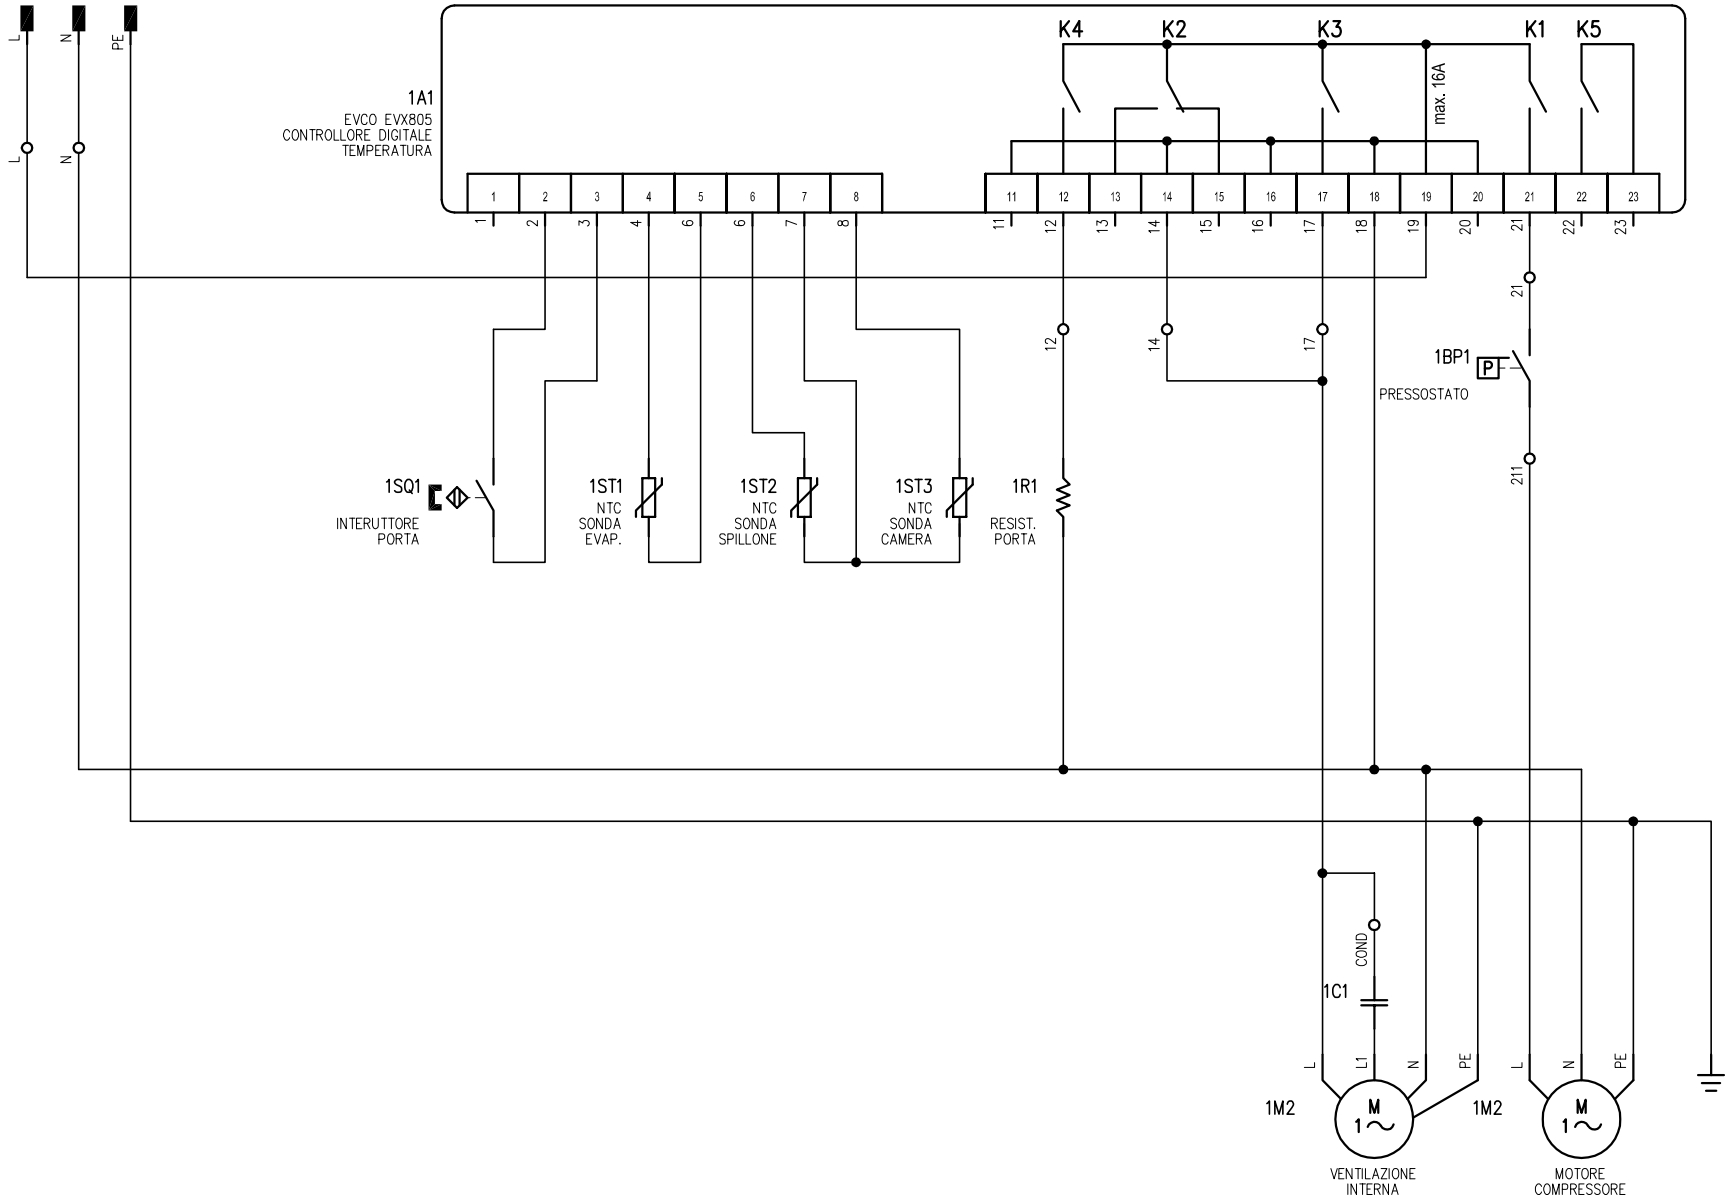 L
N
PE
L
N
1A1
EVCO EVX805
CONTROLLORE DIGITALE
TEMPERATURA
K4
K2
K3
K1
K5
max. 16A
1 2 3 4 5 6 7 8
11 12 13 14 15 16 17 18 19 20 21 22 23
1 2 3 4 6 6 7 8
11 12 13 14 15 16 17 18 19 20 21 22 23
21
12
14
17
1BP1
P
PRESSOSTATO
211
1SQ1
INTERUTTORE
PORTA
1ST1
NTC
SONDA
EVAP.
1ST2
NTC
SONDA
SPILLONE
1ST3
NTC
SONDA
CAMERA
1R1
RESIST.
PORTA
COND
1C1
L
L1
N
PE
L
N
PE
1M2
M
1
1M2
M
1
VENTILAZIONE
INTERNA
MOTORE
COMPRESSORE